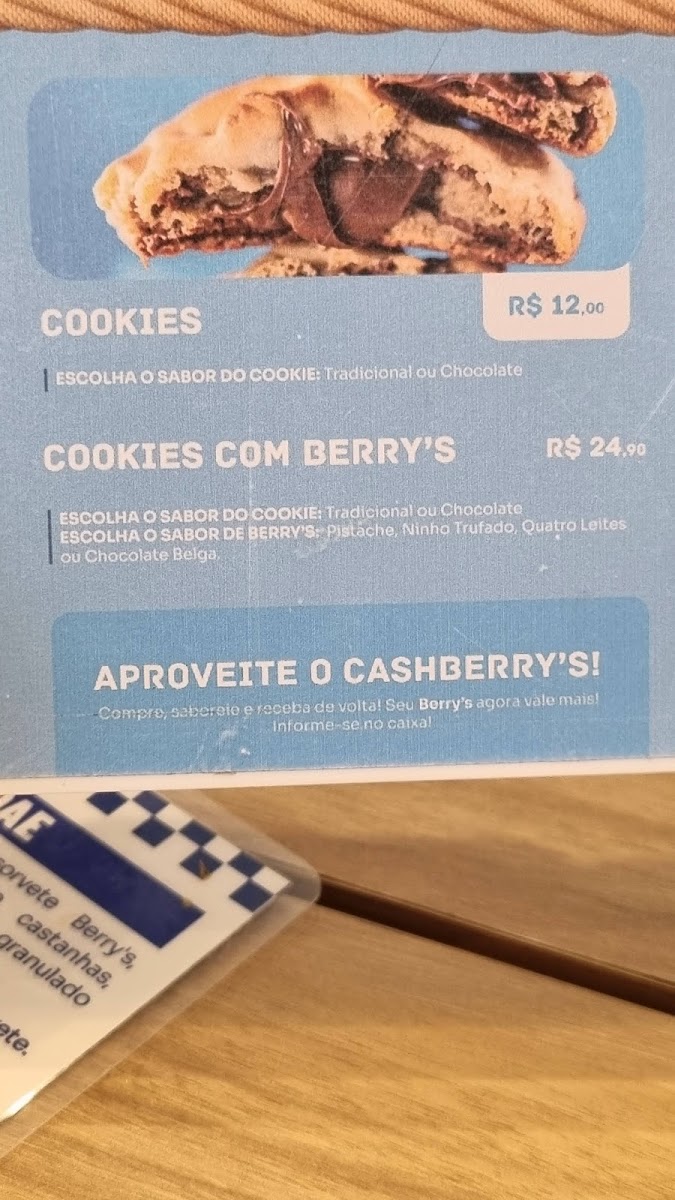 R$ 12,00
COOKIES
ESCOLHA O SABOR DO COOKIE: Tradicional ou Chocolate
COOKIES COM BERRY'S
R$ 24,90
ESCOLHA O SABOR DO COOKIE: Tradicional ou Chocolate
ESCOLHA O SABOR DE BERRY'S: Pistache, Ninho Trufado, Quatro Leites
ou Chocolate Belga.
APROVEITE O CASHBERRY'S!
Compre, saboreie e receba de volta! Seu Berry's agora vale mais!
Informe-se no caixa!
sorvete Berry's,
castanhas,
granulado